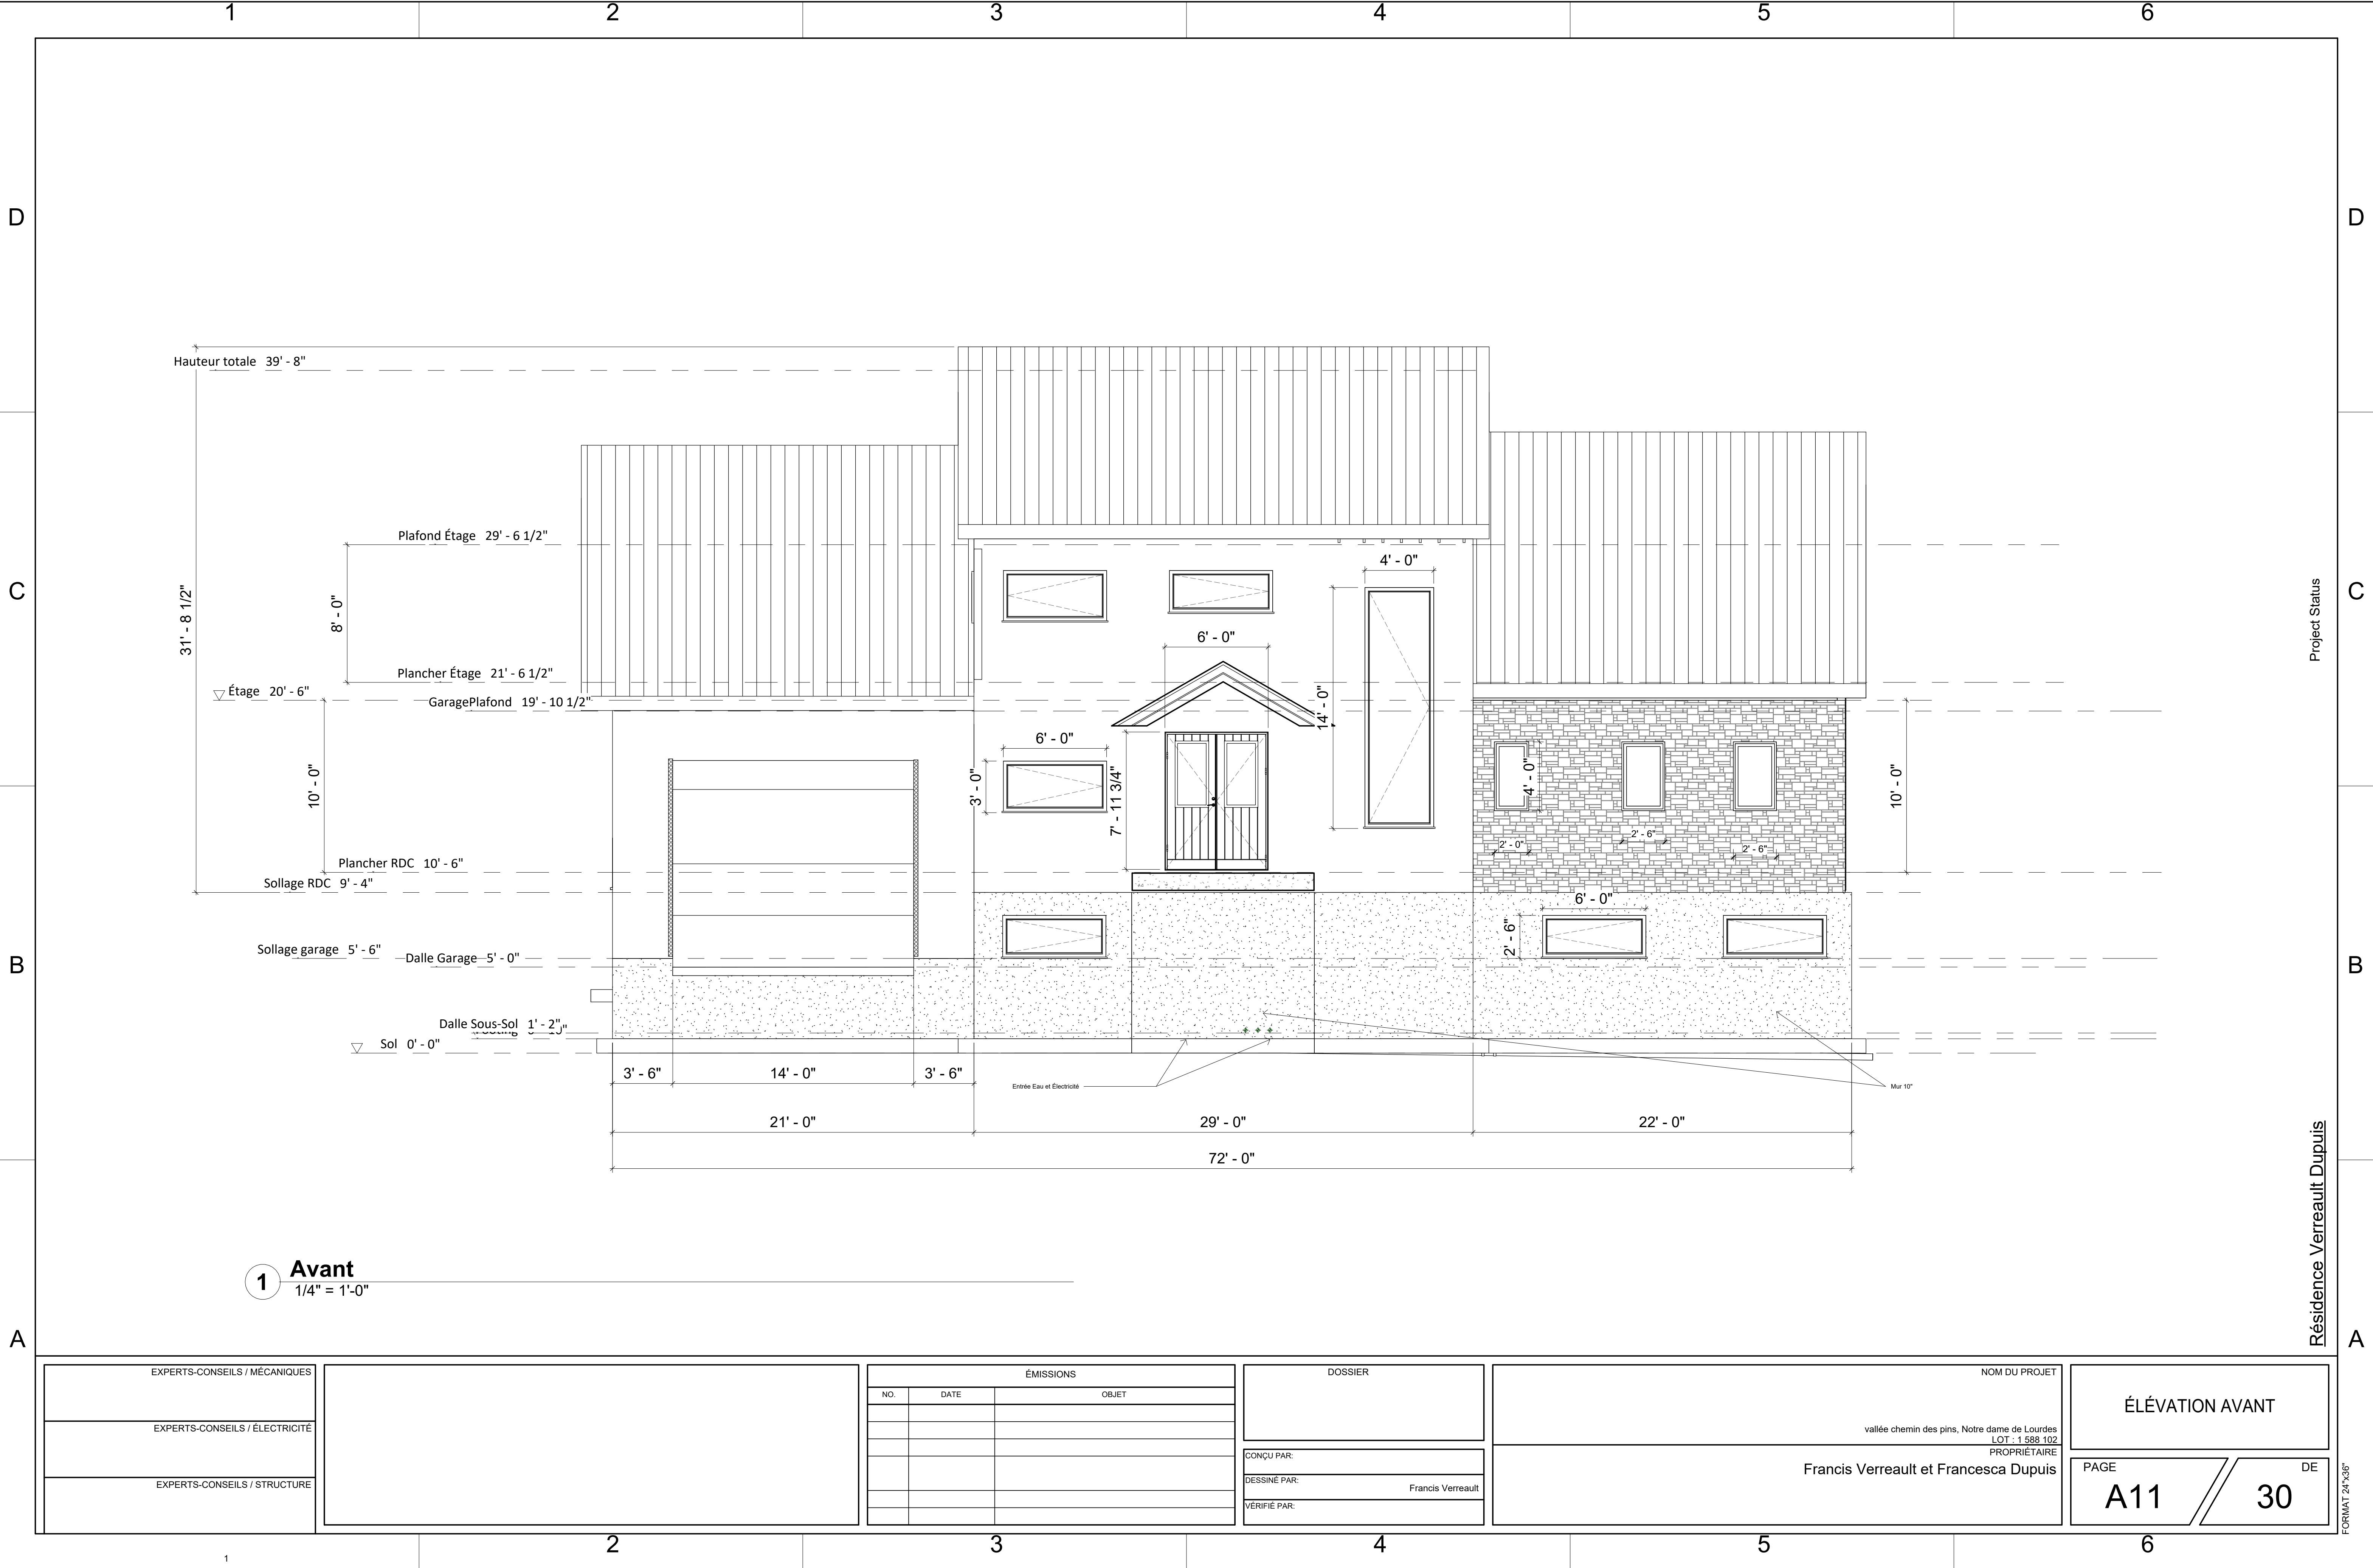 1 2 3 4 5 6
D D
Hauteur totale 39' - 8"
Plafond Étage 29' - 6 1/2"
4' - 0"
C C
31' - 8 1/2"
8' - 0"
Project Status
6' - 0"
Plancher Étage 21' - 6 1/2"
Étage 20' - 6"
GaragePlafond 19' - 10 1/2"
14' - 0"
6' - 0"
3' - 0"
7' - 11 3/4"
4' - 0"
10' - 0"
10' - 0"
2' - 6"
2' - 0"
2' - 6"
Plancher RDC 10' - 6"
Sollage RDC 9' - 4"
6' - 0"
2' - 6"
Sollage garage 5' - 6"
Dalle Garage 5' - 0"
B B
Dalle Sous-Sol 1' - 2"
Sol 0' - 0"
3' - 6" 14' - 0" 3' - 6"
Entrée Eau et Électricité
Mur 10"
21' - 0" 29' - 0" 22' - 0"
72' - 0"
Résidence Verreault Dupuis
1 Avant
1/4" = 1'-0"
A A
EXPERTS-CONSEILS / MÉCANIQUES
EXPERTS-CONSEILS / ÉLECTRICITÉ
EXPERTS-CONSEILS / STRUCTURE
ÉMISSIONS
NO. DATE OBJET
DOSSIER
CONÇU PAR:
DESSINÉ PAR:
Francis Verreault
VÉRIFIÉ PAR:
NOM DU PROJET
vallée chemin des pins, Notre dame de Lourdes
LOT : 1 588 102
PROPRIÉTAIRE
Francis Verreault et Francesca Dupuis
ÉLÉVATION AVANT
PAGE DE
A11 30
FORMAT 24"x36"
2 3 4 5 6
1